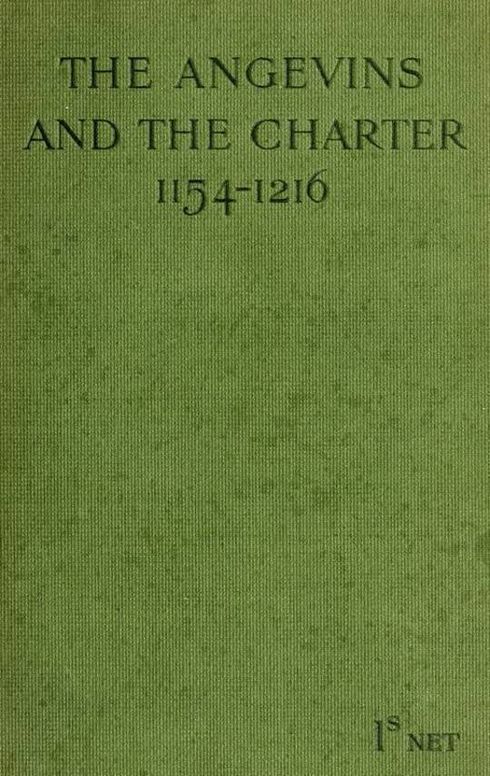 THE ANGEVINS
AND THE CHARTER
1154-1216
1s NET